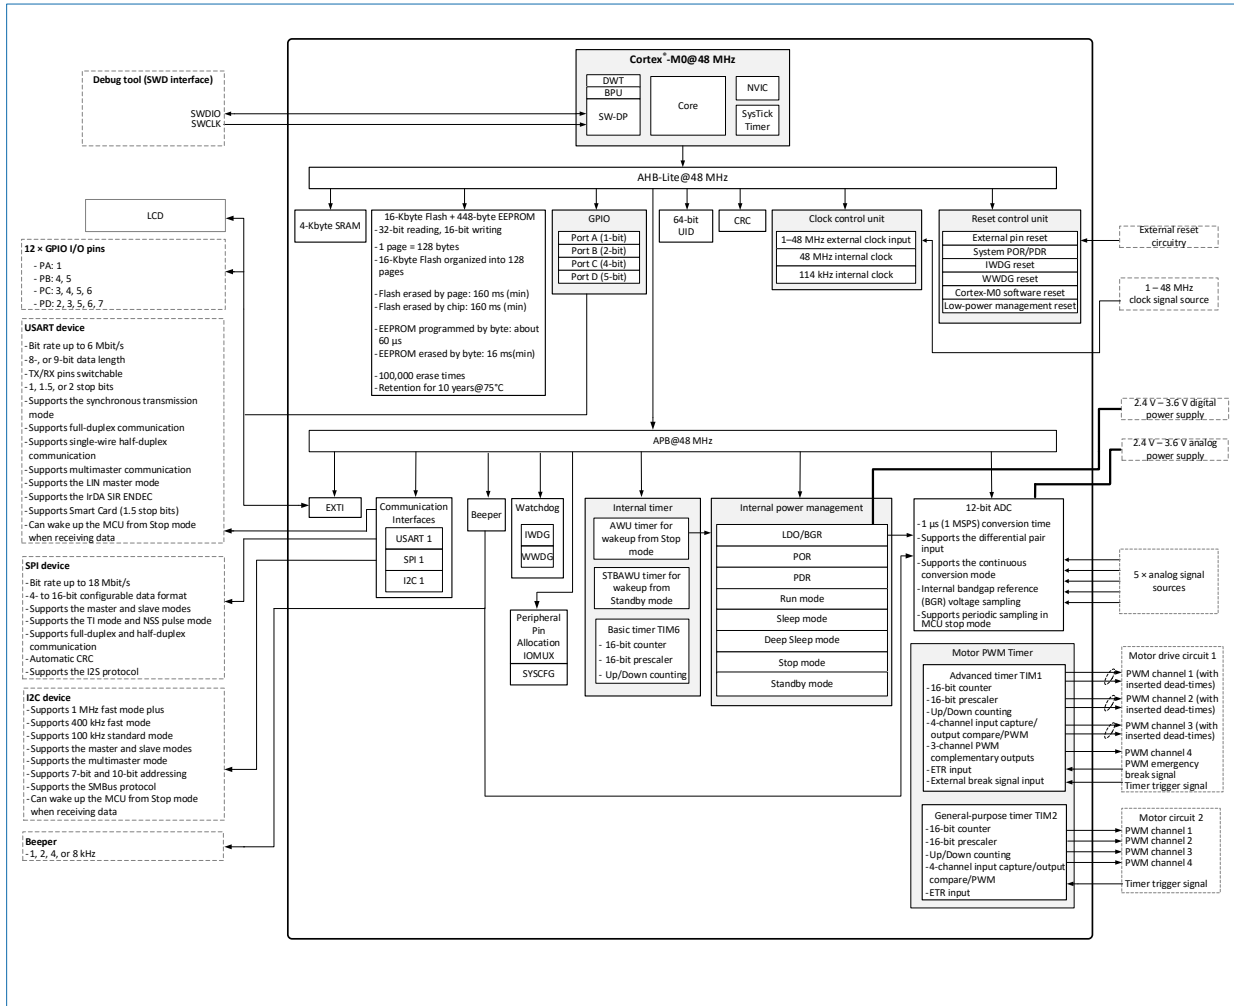 Cortex®-M0@48 MHz
DWT
BPU
SW-DP
Core
NVIC
SysTick
Timer
Debug tool (SWD interface)
SWDIO
SWCLK
AHB-Lite@48 MHz
LCD
12 × GPIO I/O pins
- PA: 1
- PB: 4, 5
- PC: 3, 4, 5, 6
- PD: 2, 3, 5, 6, 7
4-Kbyte SRAM
16-Kbyte Flash + 448-byte EEPROM
- 32-bit reading, 16-bit writing
- 1 page = 128 bytes
- 16-Kbyte Flash organized into 128
pages
- Flash erased by page: 160 ms (min)
- Flash erased by chip: 160 ms (min)
- EEPROM programmed by byte: about
60 μs
- EEPROM erased by byte: 16 ms(min)
- 100,000 erase times
- Retention for 10 years@75°C
GPIO
Port A (1-bit)
Port B (2-bit)
Port C (4-bit)
Port D (5-bit)
64-bit
UID
CRC
Clock control unit
1–48 MHz external clock input
48 MHz internal clock
114 kHz internal clock
Reset control unit
External pin reset
System POR/PDR
IWDG reset
WWDG reset
Cortex-M0 software reset
Low-power management reset
External reset
circuitry
1 – 48 MHz
clock signal source
USART device
- Bit rate up to 6 Mbit/s
- 8-, or 9-bit data length
- TX/RX pins switchable
- 1, 1.5, or 2 stop bits
- Supports the synchronous transmission
mode
- Supports full-duplex communication
- Supports single-wire half-duplex
communication
- Supports multimaster communication
- Supports the LIN master mode
- Supports the IrDA SIR ENDEC
- Supports Smart Card (1.5 stop bits)
- Can wake up the MCU from Stop mode
when receiving data
APB@48 MHz
2.4 V – 3.6 V digital
power supply
2.4 V – 3.6 V analog
power supply
EXTI
Communication
Interfaces
USART 1
SPI 1
I2C 1
Beeper
Watchdog
IWDG
WWDG
Peripheral
Pin
Allocation
IOMUX
SYSCFG
Internal timer
AWU timer for
wakeup from Stop
mode
STBAWU timer for
wakeup from
Standby mode
Basic timer TIM6
- 16-bit counter
- 16-bit prescaler
- Up/Down counting
Internal power management
LDO/BGR
POR
PDR
Run mode
Sleep mode
Deep Sleep mode
Stop mode
Standby mode
12-bit ADC
- 1 μs (1 MSPS) conversion time
- Supports the differential pair
input
- Supports the continuous
conversion mode
- Internal bandgap reference
(BGR) voltage sampling
- Supports periodic sampling in
MCU stop mode
5 × analog signal
sources
SPI device
- Bit rate up to 18 Mbit/s
- 4- to 16-bit configurable data format
- Supports the master and slave modes
- Supports the TI mode and NSS pulse mode
- Supports full-duplex and half-duplex
communication
- Automatic CRC
- Supports the I2S protocol
I2C device
- Supports 1 MHz fast mode plus
- Supports 400 kHz fast mode
- Supports 100 kHz standard mode
- Supports the master and slave modes
- Supports the multimaster mode
- Supports 7-bit and 10-bit addressing
- Supports the SMBus protocol
- Can wake up the MCU from Stop mode
when receiving data
Beeper
- 1, 2, 4, or 8 kHz
Motor PWM Timer
Advanced timer TIM1
- 16-bit counter
- 16-bit prescaler
- Up/Down counting
- 4-channel input capture/
output compare/PWM
- 3-channel PWM
complementary outputs
- ETR input
- External break signal input
General-purpose timer TIM2
- 16-bit counter
- 16-bit prescaler
- Up/Down counting
- 4-channel input capture/output
compare/PWM
- ETR input
Motor drive circuit 1
PWM channel 1 (with
inserted dead-times)
PWM channel 2 (with
inserted dead-times)
PWM channel 3 (with
inserted dead-times)
PWM channel 4
PWM emergency
break signal
Timer trigger signal
Motor circuit 2
PWM channel 1
PWM channel 2
PWM channel 3
PWM channel 4
Timer trigger signal